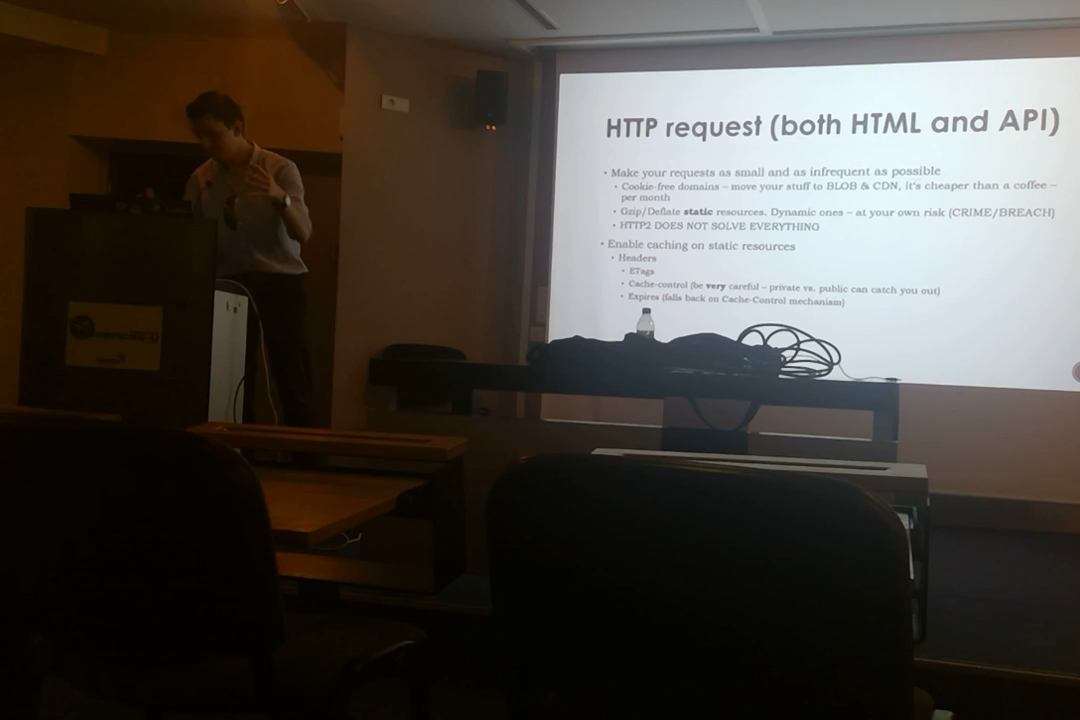 HTTP request (both HTML and API)
• Make your requests as small and as infrequent as possible
• Cookie-free domains – move your stuff to BLOB & CDN, it's cheaper than a coffee –
per month
• Gzip/Deflate static resources. Dynamic ones – at your own risk (CRIME/BREACH)
• HTTP2 DOES NOT SOLVE EVERYTHING
• Enable caching on static resources
• Headers
• ETags
• Cache-control (be very careful – private vs. public can catch you out)
• Expires (falls back on Cache-Control mechanism)